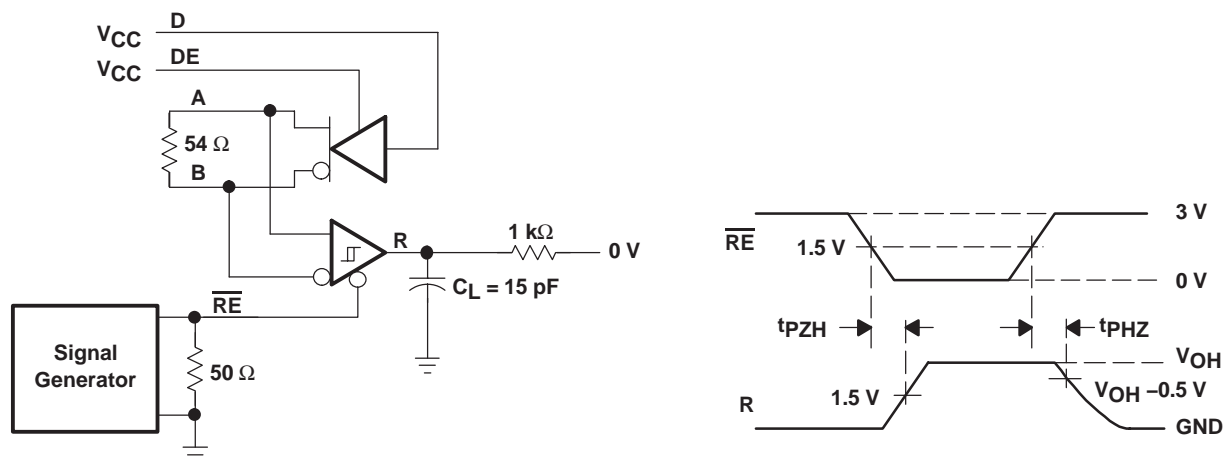 D
VCC
DE
VCC
A
54 Ω
B
R
1 kΩ
0 V
CL = 15 pF
RE
Signal
Generator
50 Ω
3 V
RE
1.5 V
0 V
tPZH
tPHZ
VOH
VOH –0.5 V
1.5 V
R
GND